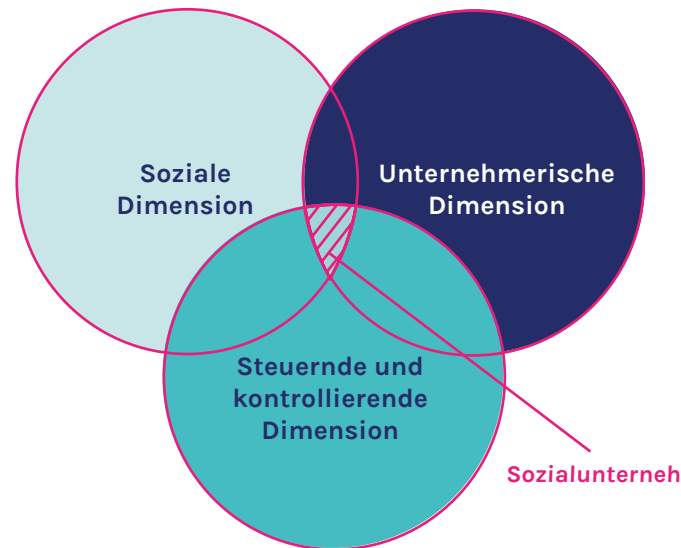 Soziale
Dimension
Unternehmerische
Dimension
Steuernde und
kontrollierende
Dimension
Sozialunterneh